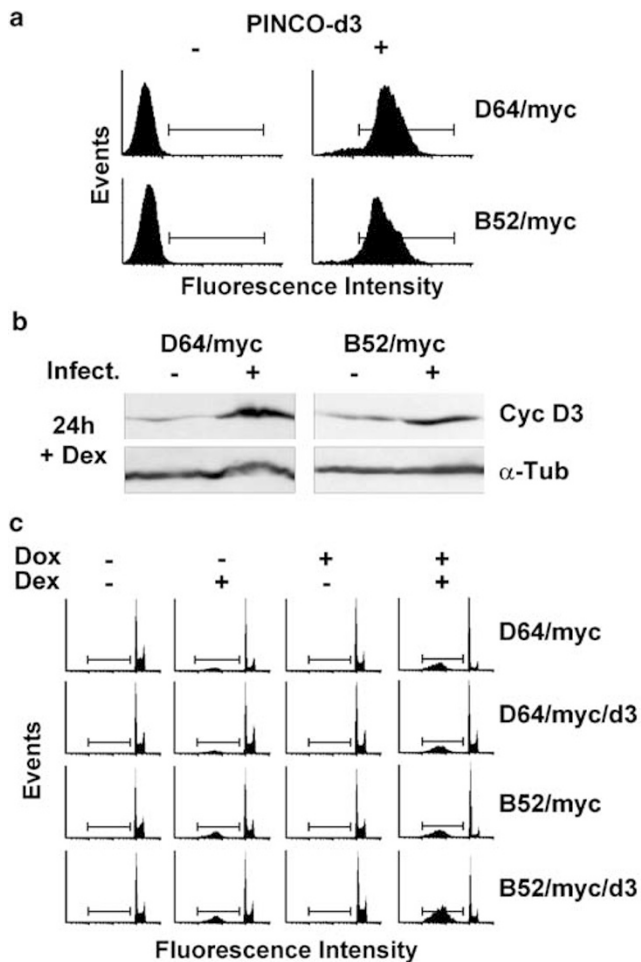 a
PINCO-d3
- +
D64/myc
B52/myc
Events
Fluorescence Intensity
b
D64/myc B52/myc
Infect. - + - +
24h
+ Dex
Cyc D3
α-Tub
c
Dox - - + +
Dex - + - +
D64/myc
D64/myc/d3
B52/myc
B52/myc/d3
Events
Fluorescence Intensity